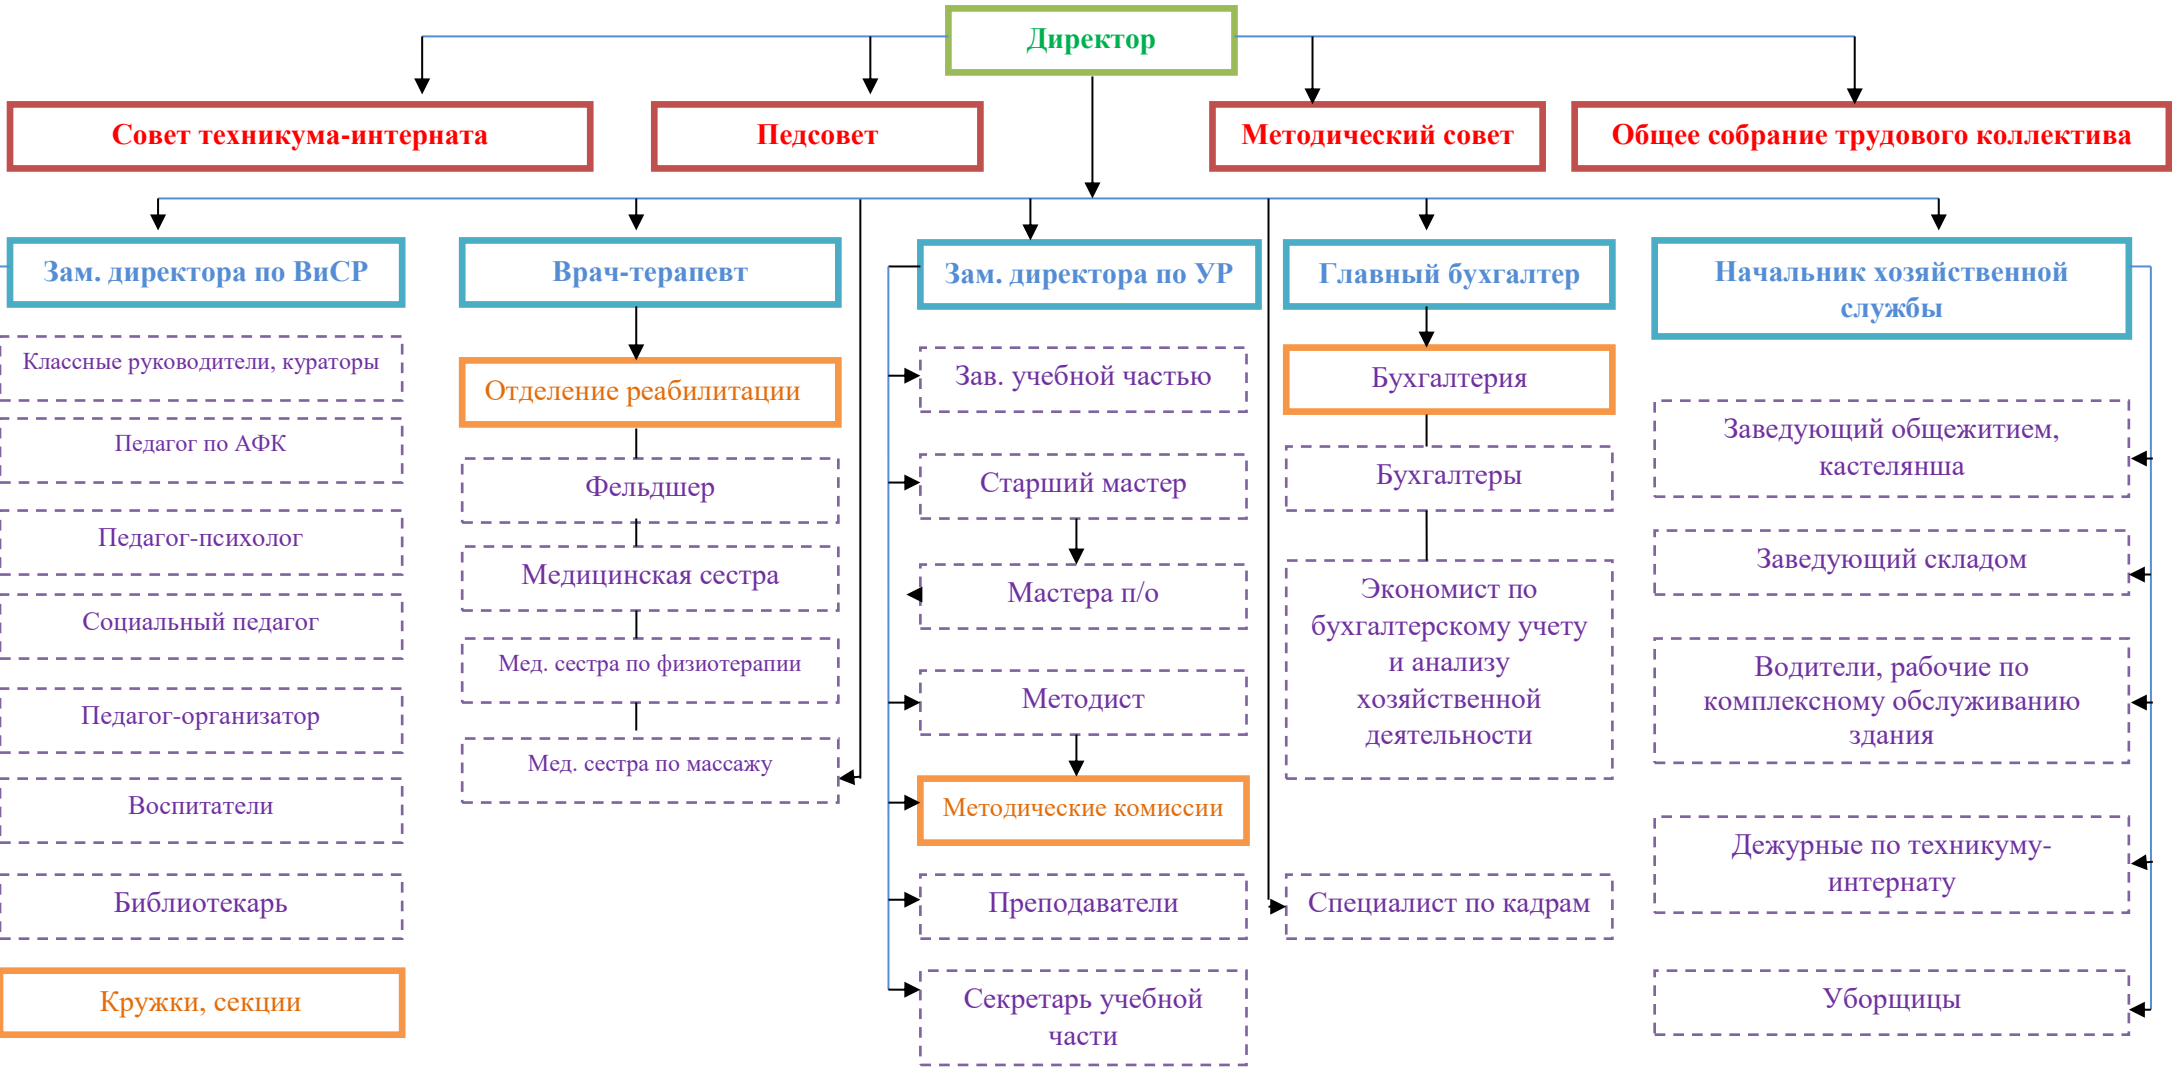 Директор
Совет техникума-интерната
Педсовет
Методический совет
Общее собрание трудового коллектива
Зам. директора по ВиСР
Врач-терапевт
Зам. директора по УР
Главный бухгалтер
Начальник хозяйственной
службы
Классные руководители, кураторы
Педагог по АФК
Педагог-психолог
Социальный педагог
Педагог-организатор
Воспитатели
Библиотекарь
Кружки, секции
Отделение реабилитации
Фельдшер
Медицинская сестра
Мед. сестра по физиотерапии
Мед. сестра по массажу
Зав. учебной частью
Старший мастер
Мастера п/о
Методист
Методические комиссии
Преподаватели
Секретарь учебной
части
Бухгалтерия
Бухгалтеры
Экономист по
бухгалтерскому учету
и анализу
хозяйственной
деятельности
Специалист по кадрам
Заведующий общежитием,
кастелянша
Заведующий складом
Водители, рабочие по
комплексному обслуживанию
здания
Дежурные по техникуму-
интернату
Уборщицы